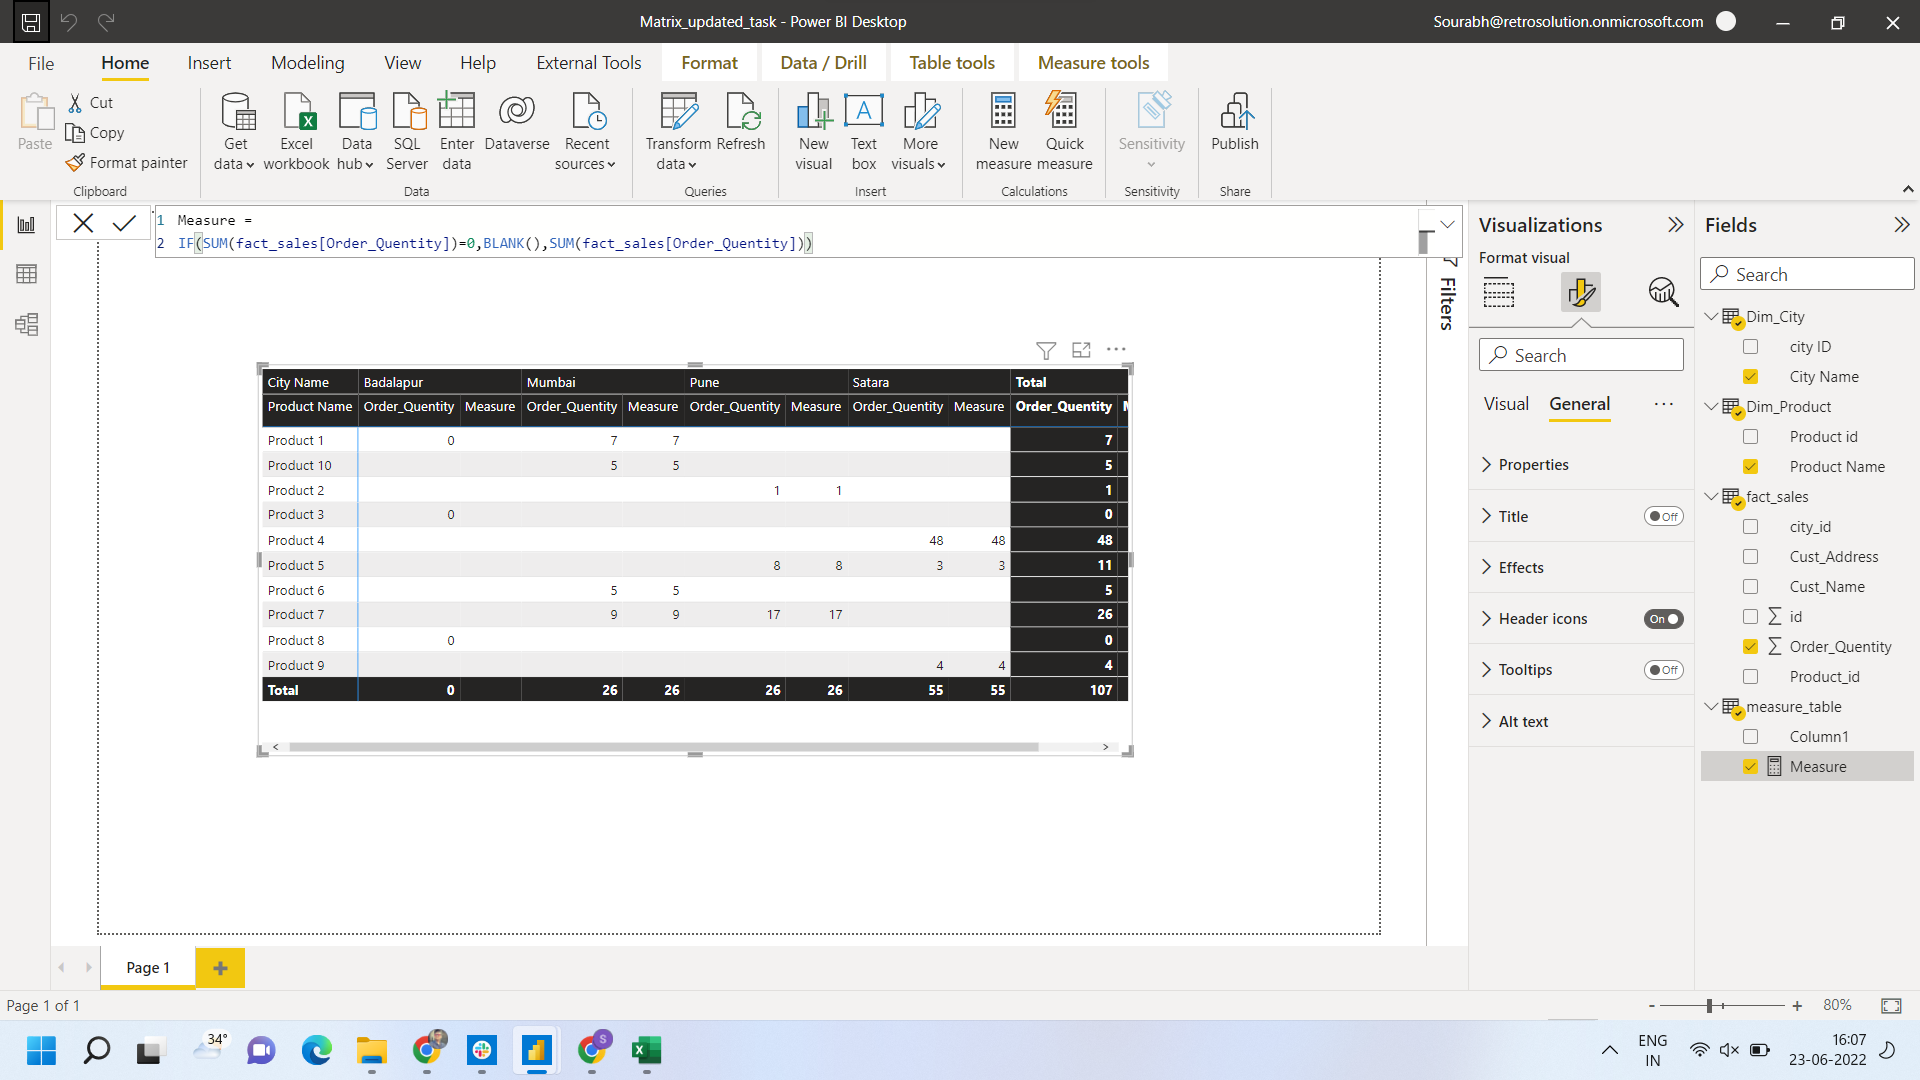 Matrix_updated_task - Power BI Desktop
Sourabh@retrosolution.onmicrosoft.com
File Home Insert Modeling View Help External Tools Format Data / Drill Table tools Measure tools
Paste
Cut
Copy
Format painter
Clipboard
Get data
Excel workbook
Data hub
SQL Server
Enter data
Dataverse
Recent sources
Data
Transform data
Refresh
Queries
New visual
Text box
More visuals
Insert
New measure
Quick measure
Calculations
Sensitivity
Sensitivity
Publish
Share
1 Measure =
2 IF(SUM(fact_sales[Order_Quentity])=0,BLANK(),SUM(fact_sales[Order_Quentity]))
City Name Badalapur Mumbai Pune Satara Total
Product Name Order_Quentity Measure Order_Quentity Measure Order_Quentity Measure Order_Quentity Measure Order_Quentity
Product 1 0 7 7 7
Product 10 5 5 5
Product 2 1 1 1
Product 3 0 0
Product 4 48 48 48
Product 5 8 8 3 3 11
Product 6 5 5 5
Product 7 9 9 17 17 26
Product 8 0 0
Product 9 4 4 4
Total 0 26 26 26 26 55 55 107
Filters
Visualizations
Format visual
Search
Visual General ...
Properties
Title Off
Effects
Header icons On
Tooltips Off
Alt text
Fields
Search
Dim_City
city ID
City Name
Dim_Product
Product id
Product Name
fact_sales
city_id
Cust_Address
Cust_Name
id
Order_Quentity
Product_id
measure_table
Column1
Measure
Page 1
Page 1 of 1
- + 80%
34°
S
ENG
IN
16:07
23-06-2022